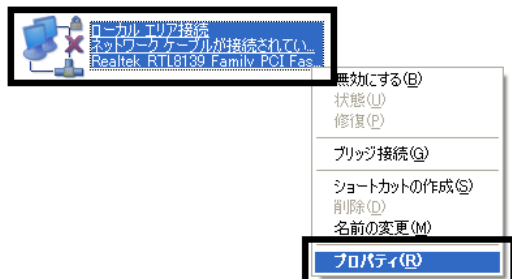 ローカル エリア接続
ネットワーク ケーブルが接続されてい...
Realtek RTL8139 Family PCI Fas...
無効にする(B)
状態(U)
修復(P)
ブリッジ接続(G)
ショートカットの作成(S)
削除(D)
名前の変更(M)
プロパティ(R)